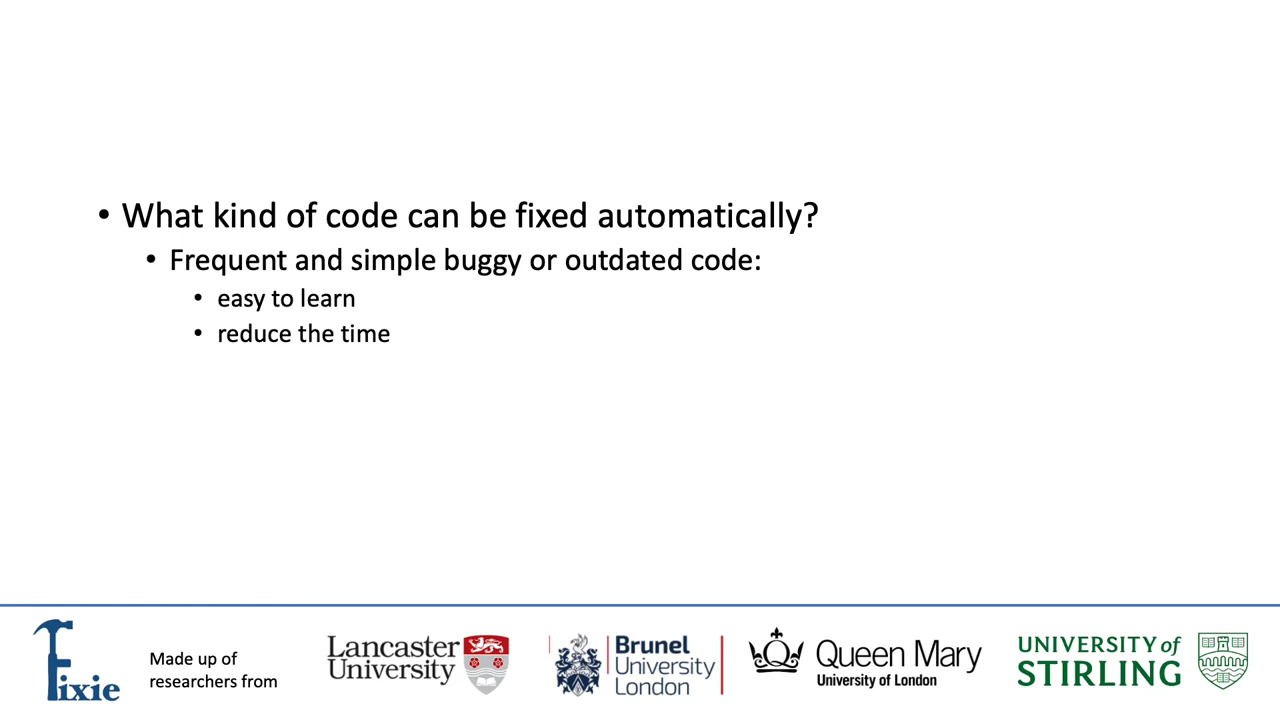 • What kind of code can be fixed automatically?
• Frequent and simple buggy or outdated code:
• easy to learn
• reduce the time
Fixie
Made up of
researchers from
Lancaster
University
Brunel
University
London
Queen Mary
University of London
UNIVERSITY of
STIRLING